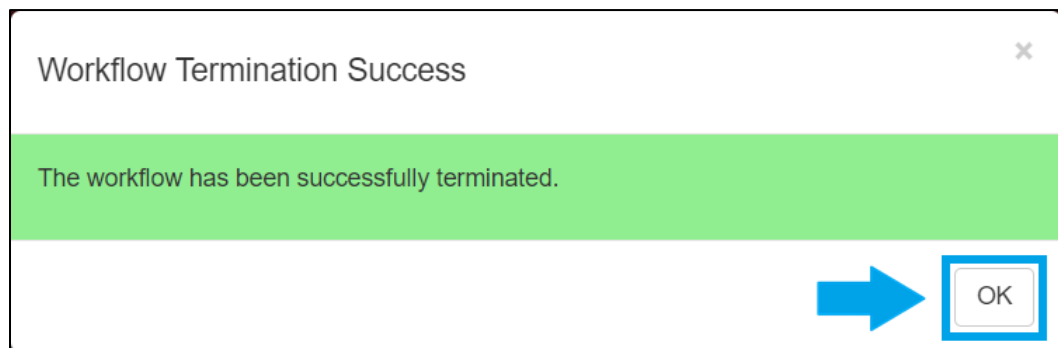 Workflow Termination Success
×
The workflow has been successfully terminated.
OK